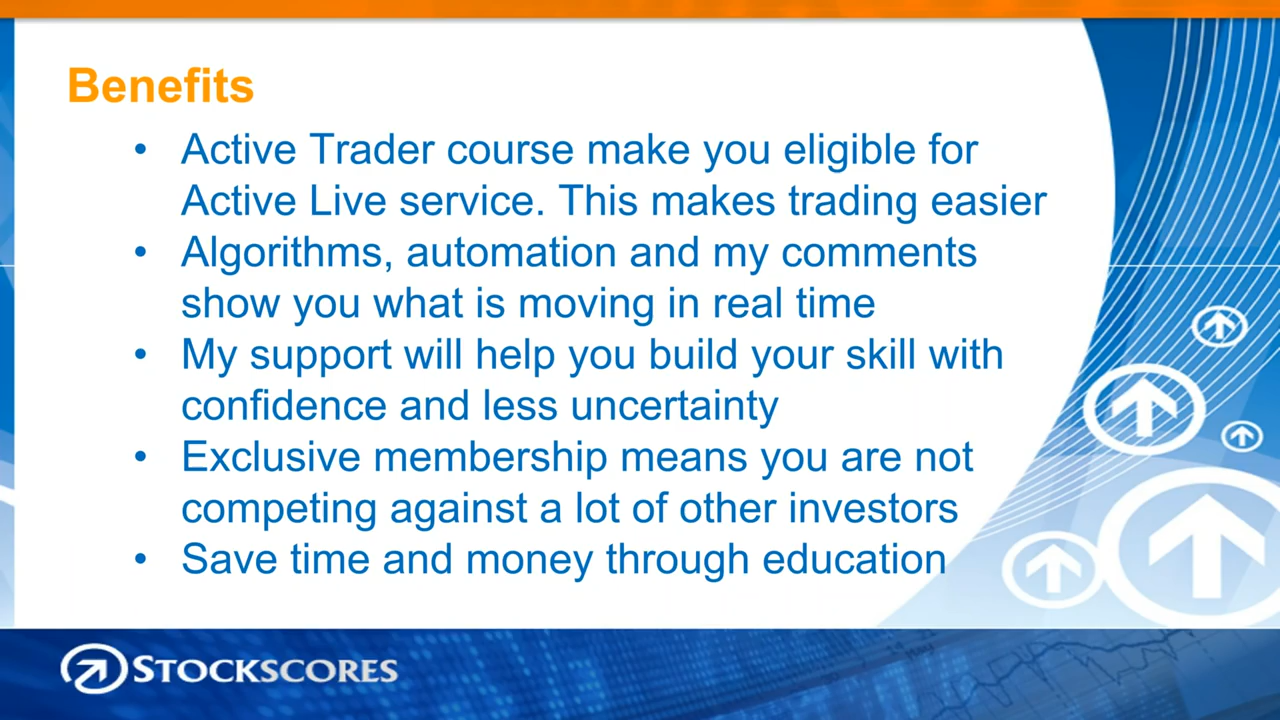 Benefits
• Active Trader course make you eligible for
Active Live service. This makes trading easier
• Algorithms, automation and my comments
show you what is moving in real time
• My support will help you build your skill with
confidence and less uncertainty
• Exclusive membership means you are not
competing against a lot of other investors
• Save time and money through education
STOCKSCORES